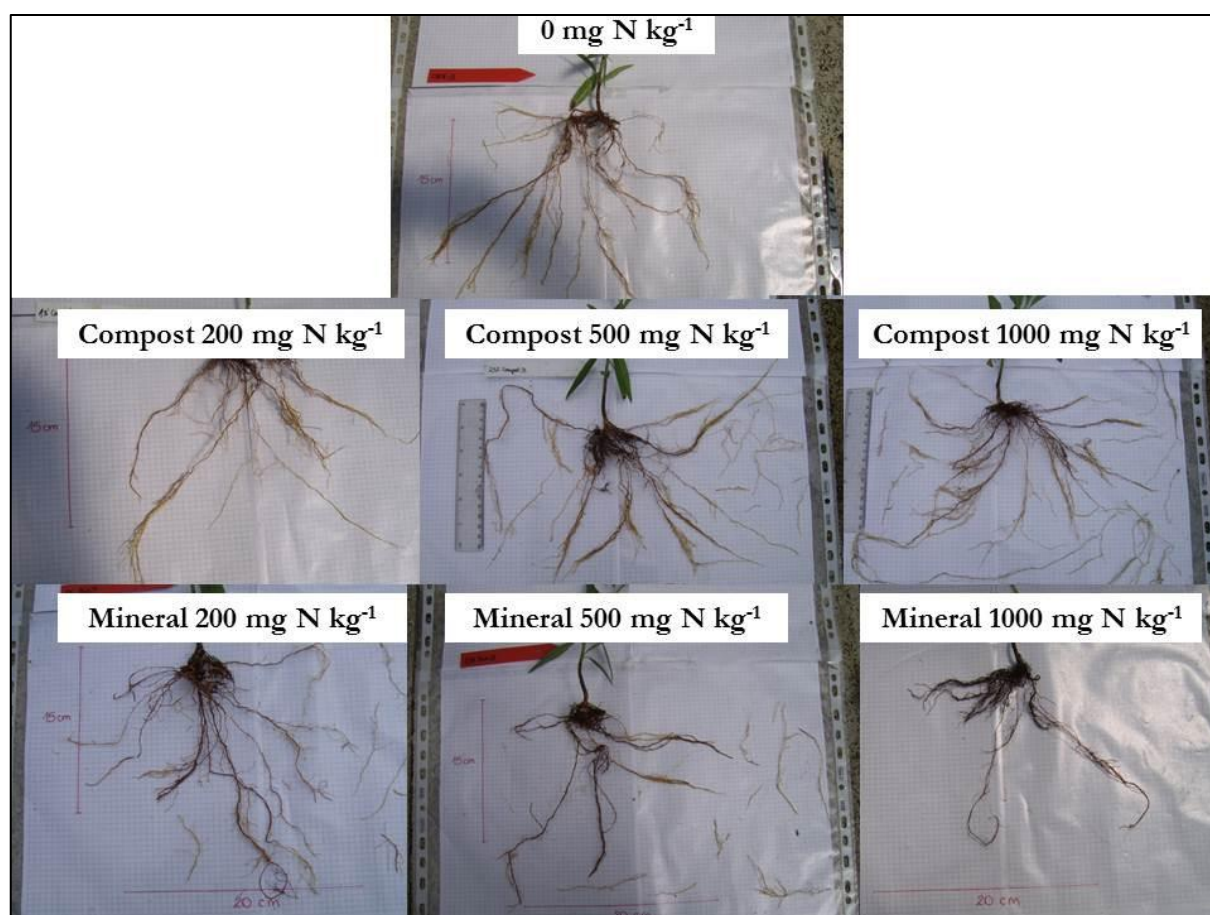 0 mg N kg⁻¹
15cm
Compost 200 mg N kg⁻¹
Compost 500 mg N kg⁻¹
Compost 1000 mg N kg⁻¹
15cm
Mineral 200 mg N kg⁻¹
Mineral 500 mg N kg⁻¹
Mineral 1000 mg N kg⁻¹
15cm
15cm
20 cm
20 cm